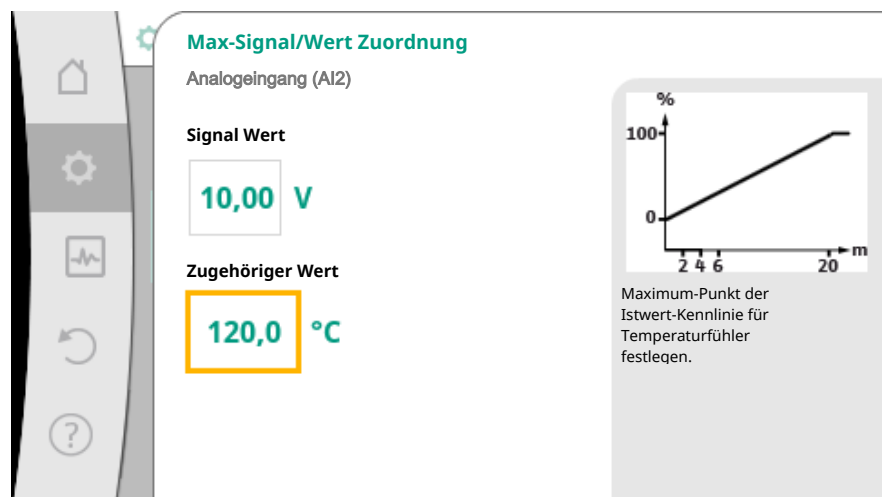 Max-Signal/Wert Zuordnung
Analogeingang (AI2)
Signal Wert
10,00 V
Zugehöriger Wert
120,0 °C
%
100
0
2 4 6 20 m
Maximum-Punkt der
Istwert-Kennlinie für
Temperaturfühler
festlegen.
?